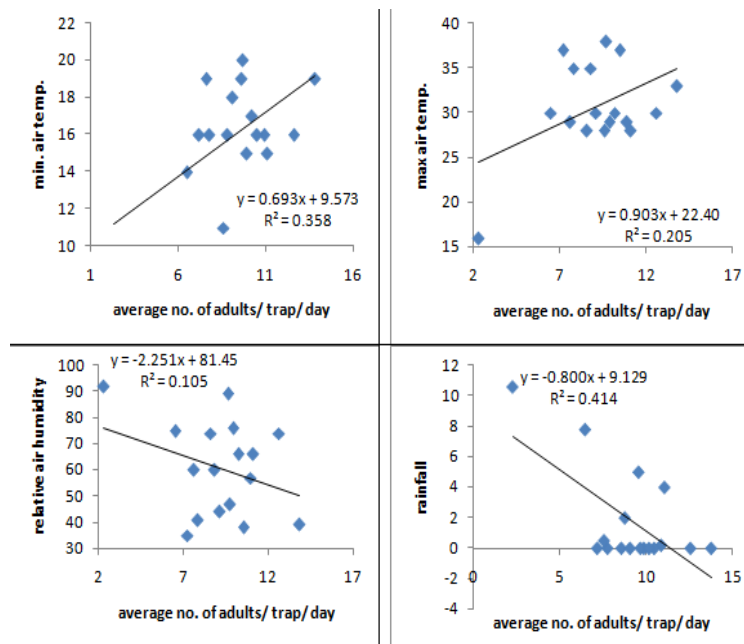 22
20
18
16
14
12
10
min. air temp.
y = 0.693x + 9.573
R² = 0.358
1 6 11 16
average no. of adults/ trap/ day
40
35
30
25
20
15
max air temp.
y = 0.903x + 22.40
R² = 0.205
2 7 12 17
average no. of adults/ trap/ day
100
90
80
70
60
50
40
30
relative air humidity
y = -2.251x + 81.45
R² = 0.105
2 7 12 17
average no. of adults/ trap/ day
12
10
8
6
4
2
0
-2
-4
rainfall
y = -0.800x + 9.129
R² = 0.414
0 5 10 15
average no. of adults/ trap/ day